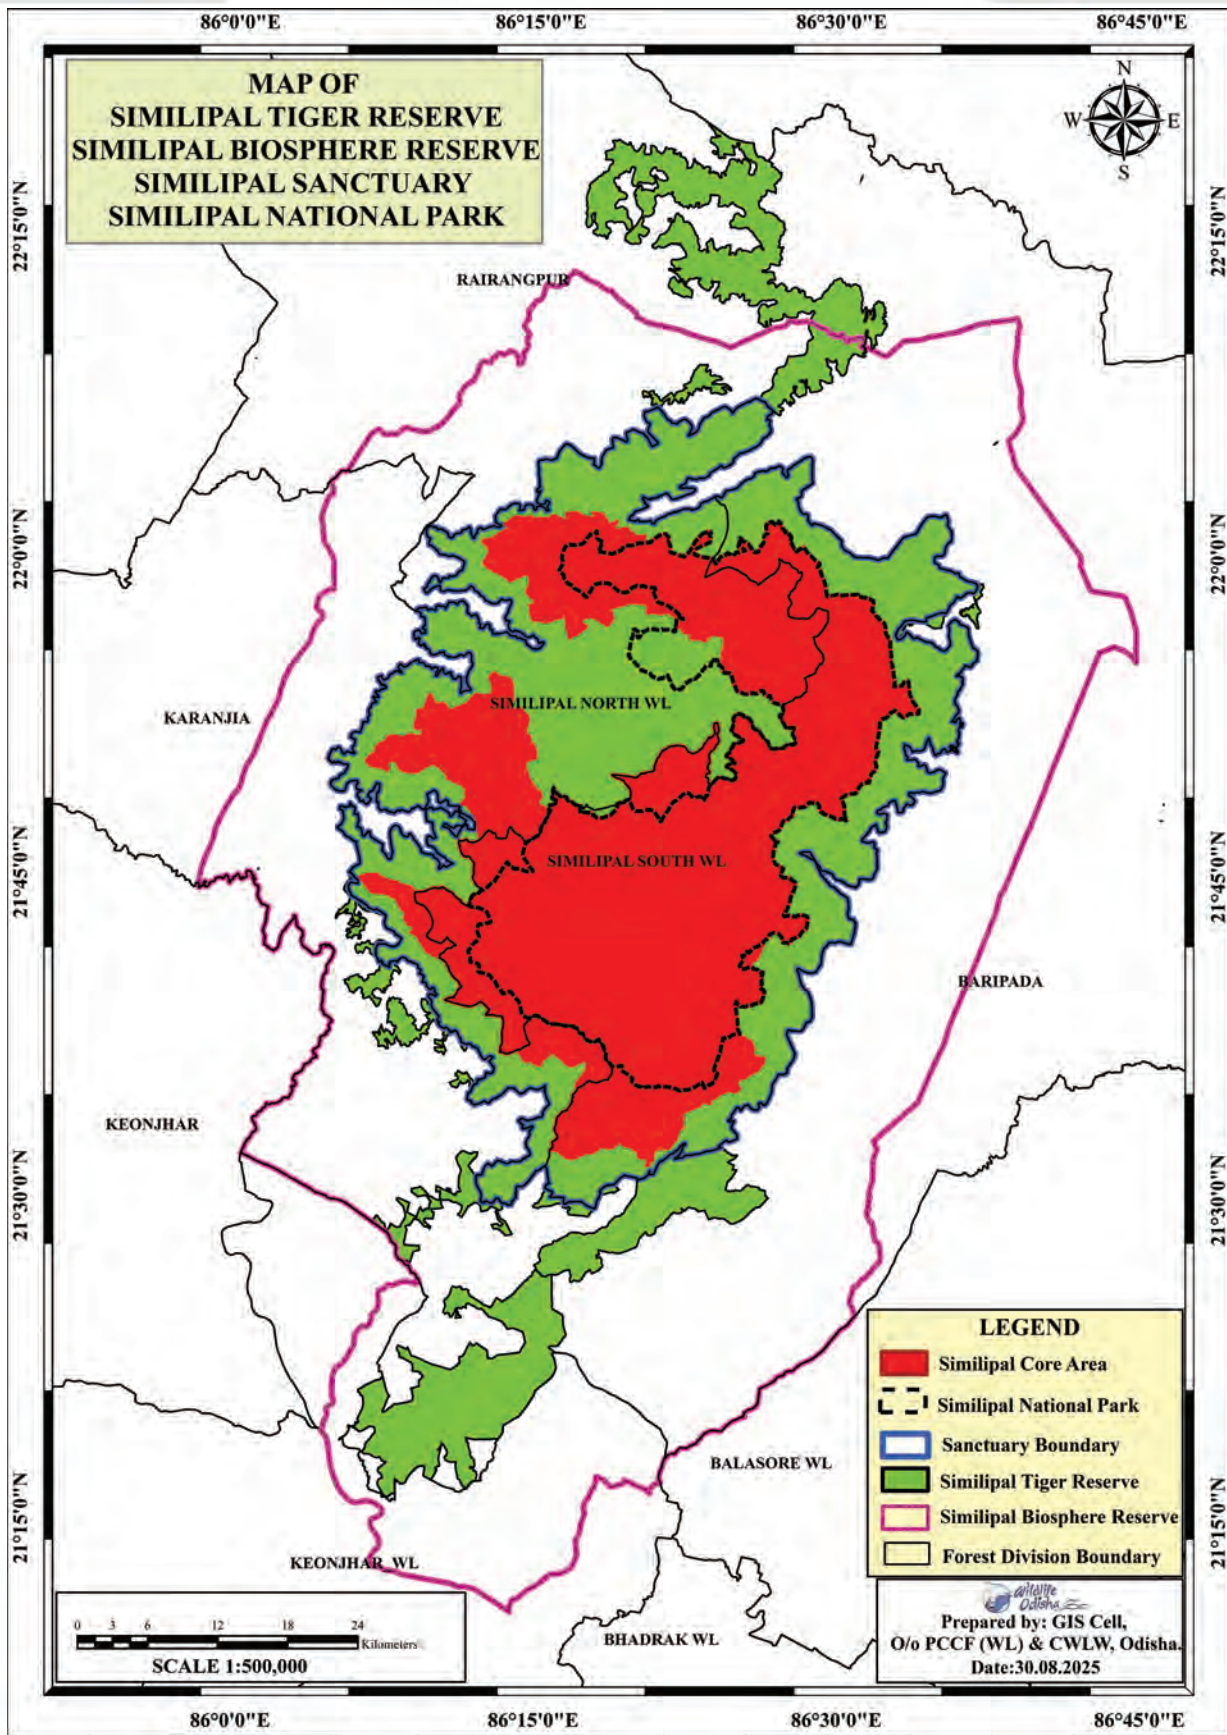 86°0'0"E 86°15'0"E 86°30'0"E 86°45'0"E
MAP OF
SIMILIPAL TIGER RESERVE
SIMILIPAL BIOSPHERE RESERVE
SIMILIPAL SANCTUARY
SIMILIPAL NATIONAL PARK
N
W E
S
22°15'0"N 22°15'0"N
RAIRANGPUR
22°0'0"N 22°0'0"N
KARANJIA
SIMILIPAL NORTH WL
SIMILIPAL SOUTH WL
21°45'0"N 21°45'0"N
BARIPADA
KEONJHAR
21°30'0"N 21°30'0"N
LEGEND
Similipal Core Area
Similipal National Park
Sanctuary Boundary
Similipal Tiger Reserve
Similipal Biosphere Reserve
Forest Division Boundary
BALASORE WL
21°15'0"N 21°15'0"N
KEONJHAR WL
BHADRAK WL
0 3 6 12 18 24
Kilometers
SCALE 1:500,000
Wildlife
Odisha
Prepared by: GIS Cell,
O/o PCCF (WL) & CWLW, Odisha.
Date:30.08.2025
86°0'0"E 86°15'0"E 86°30'0"E 86°45'0"E